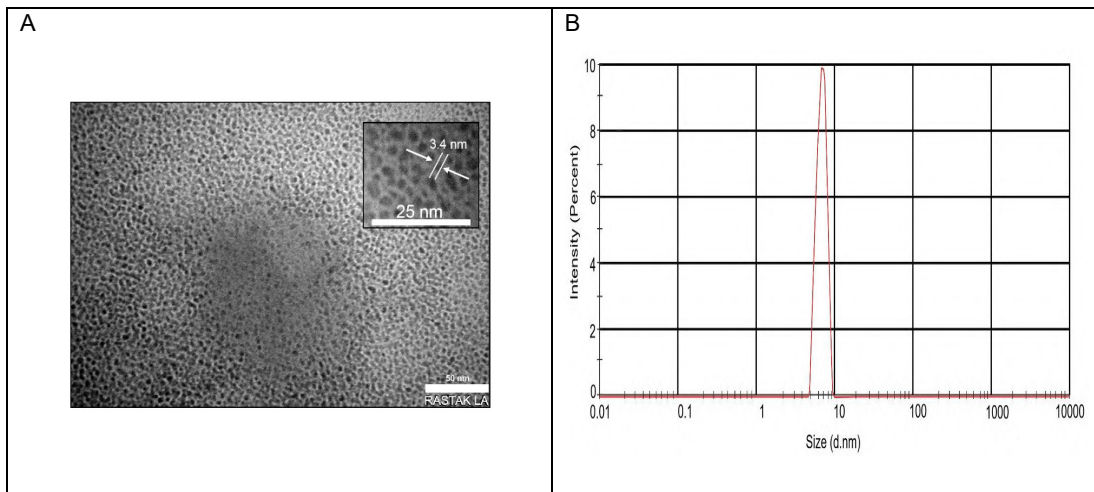 A
3.4 nm
25 nm
50 nm
RASTAK LA
B
10
8
6
4
2
0
Intensity (Percent)
0.01 0.1 1 10 100 1000 10000
Size (d.nm)